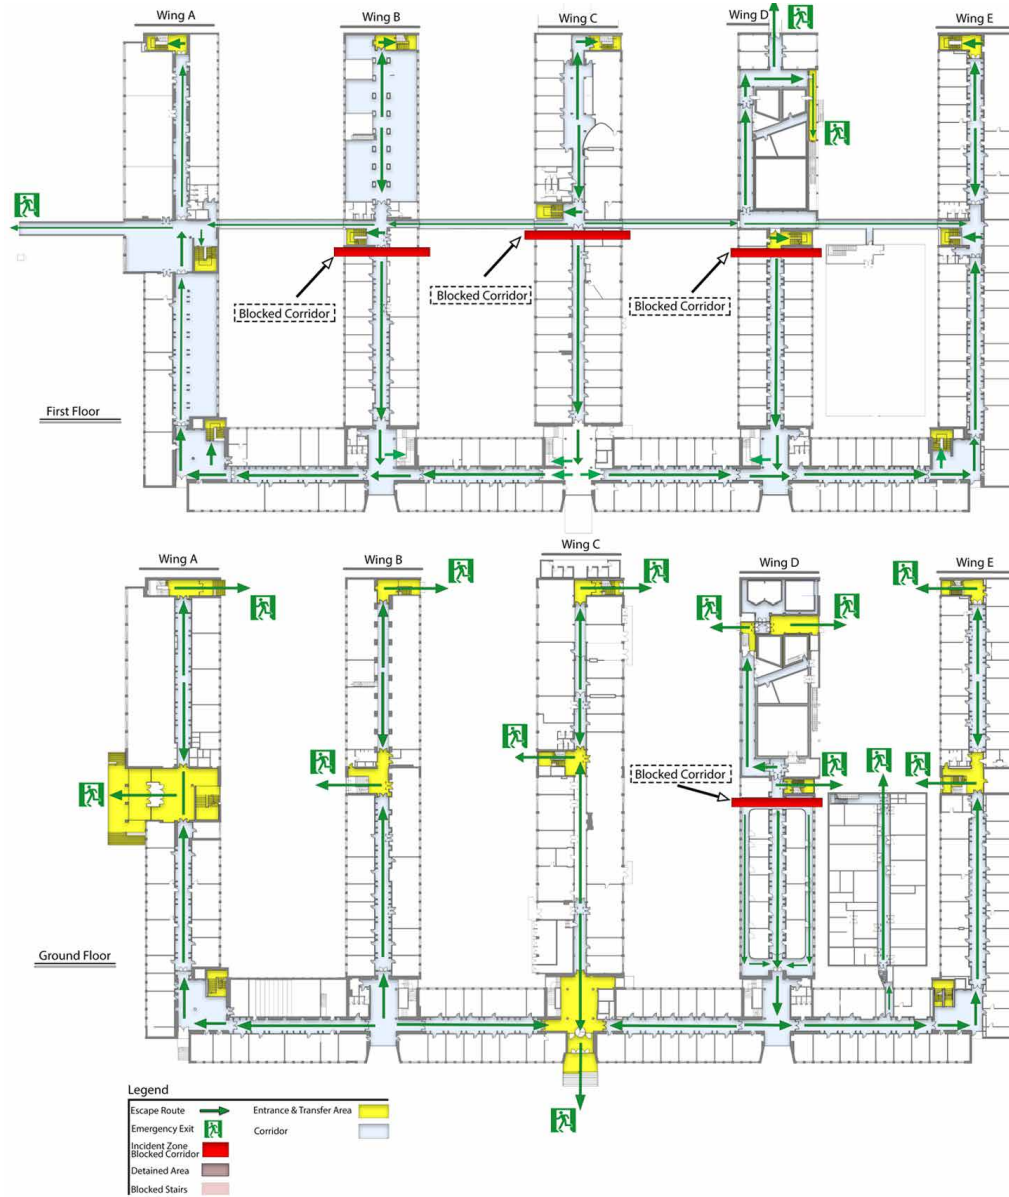 Wing A
Wing B
Wing C
Wing D
Wing E
Blocked Corridor
Blocked Corridor
Blocked Corridor
First Floor
Wing A
Wing B
Wing C
Wing D
Wing E
Blocked Corridor
Ground Floor
Legend
Escape Route
Entrance & Transfer Area
Emergency Exit
Corridor
Incident Zone
Blocked Corridor
Detained Area
Blocked Stairs